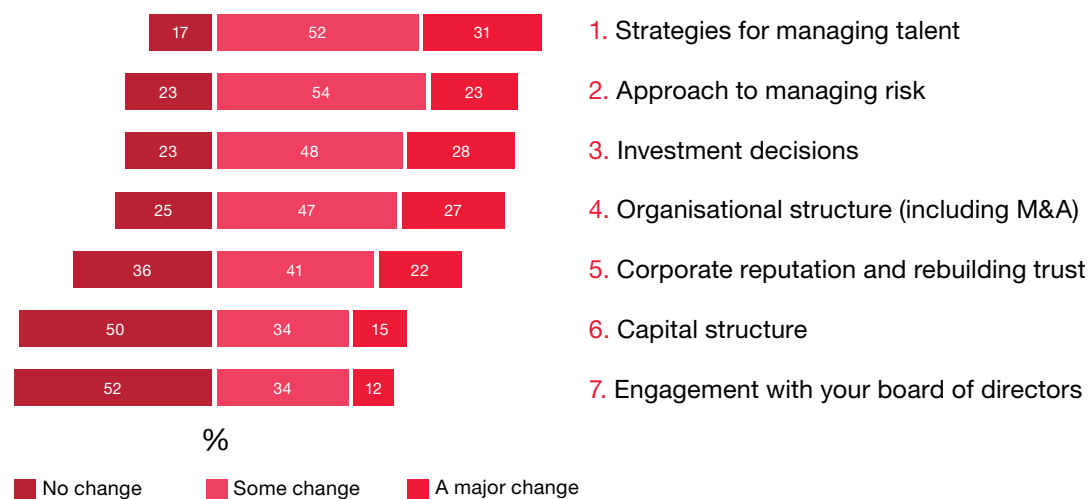 17 52 31 1. Strategies for managing talent
23 54 23 2. Approach to managing risk
23 48 28 3. Investment decisions
25 47 27 4. Organisational structure (including M&A)
36 41 22 5. Corporate reputation and rebuilding trust
50 34 15 6. Capital structure
52 34 12 7. Engagement with your board of directors
%
No change Some change A major change